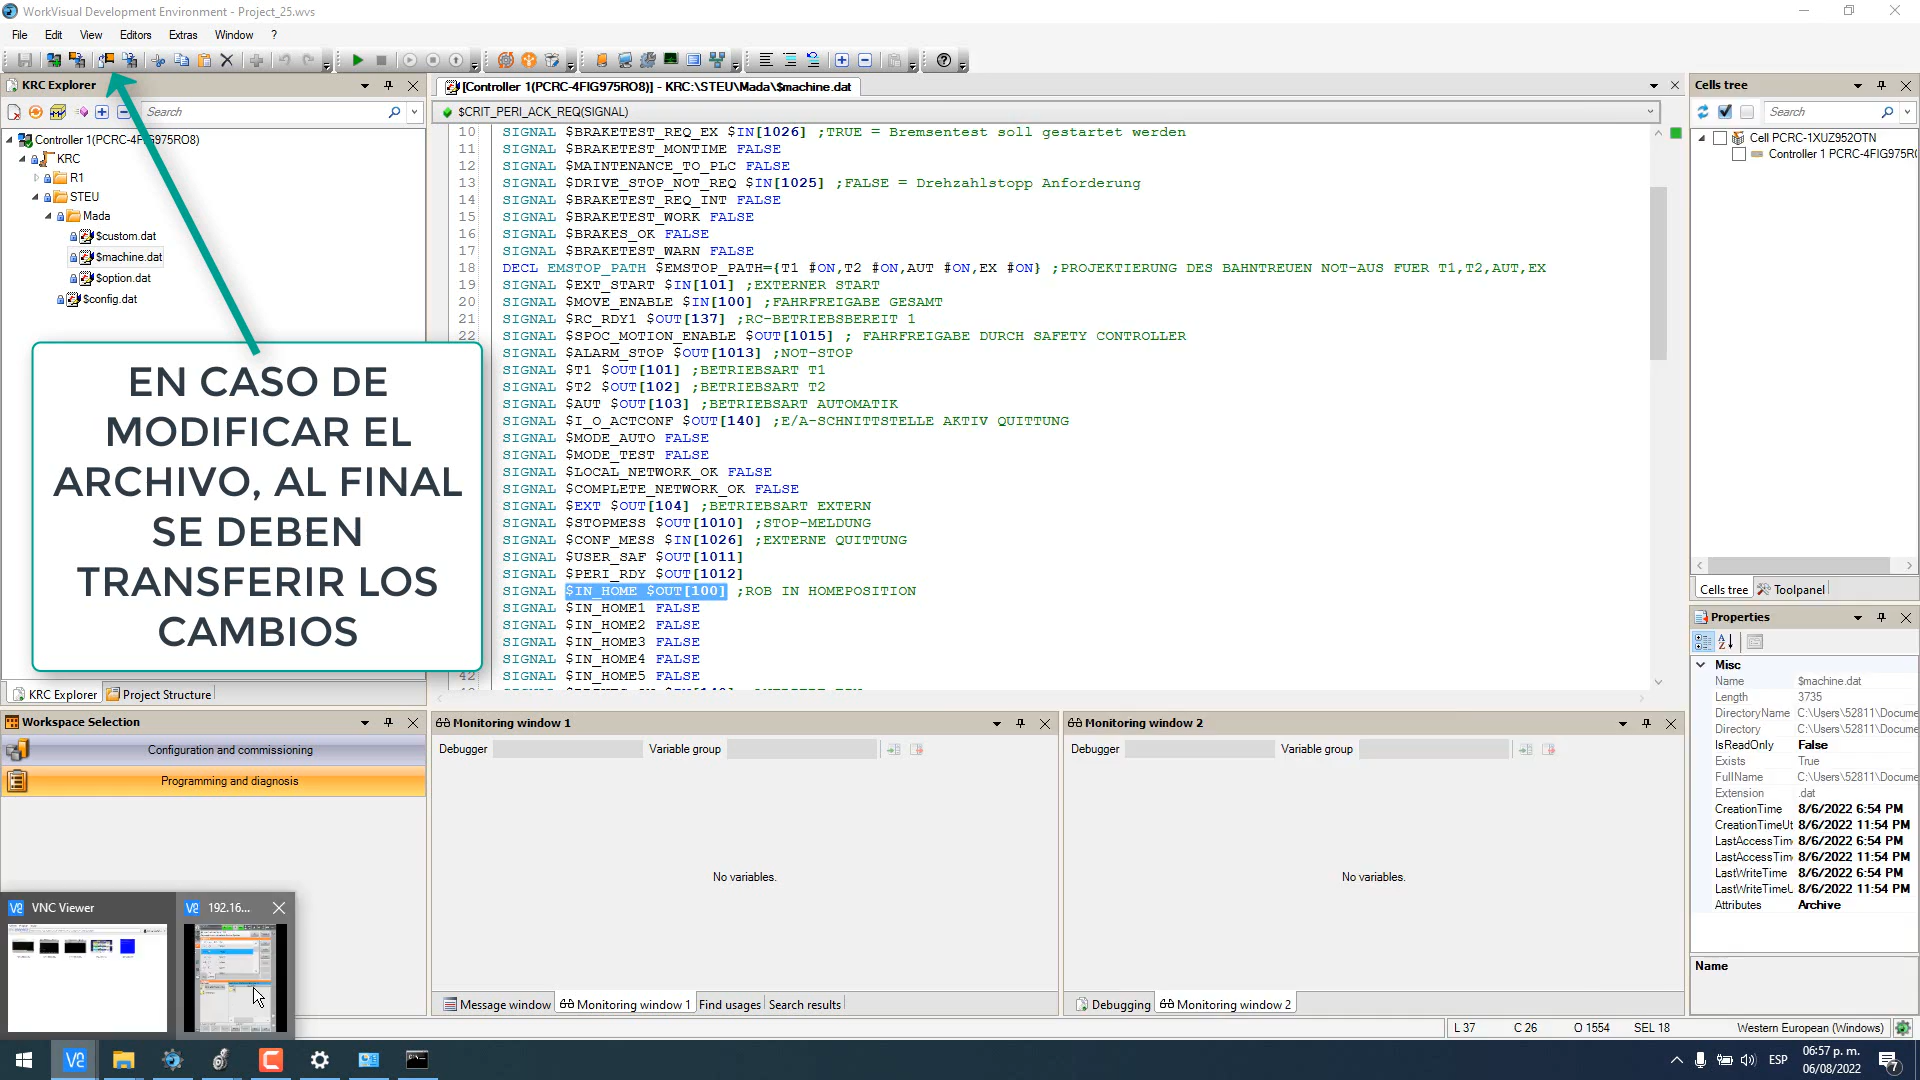 WorkVisual Development Environment - Project_25.wvs
File Edit View Editors Extras Window ?
KRC Explorer
Search
Controller 1(PCRC-4FIG975RO8)
KRC
R1
STEU
Mada
$custom.dat
$machine.dat
$option.dat
$config.dat
EN CASO DE
MODIFICAR EL
ARCHIVO, AL FINAL
SE DEBEN
TRANSFERIR LOS
CAMBIOS
KRC Explorer Project Structure
Workspace Selection
Configuration and commissioning
Programming and diagnosis
VNC Viewer
192.16...
[Controller 1(PCRC-4FIG975RO8)] - KRC:\STEU\Mada\$machine.dat
$CRIT_PERI_ACK_REQ(SIGNAL)
10 SIGNAL $BRAKETEST_REQ_EX $IN[1026] ;TRUE = Bremsentest soll gestartet werden
11 SIGNAL $BRAKETEST_MONTIME FALSE
12 SIGNAL $MAINTENANCE_TO_PLC FALSE
13 SIGNAL $DRIVE_STOP_NOT_REQ $IN[1025] ;FALSE = Drehzahlstopp Anforderung
14 SIGNAL $BRAKETEST_REQ_INT FALSE
15 SIGNAL $BRAKETEST_WORK FALSE
16 SIGNAL $BRAKES_OK FALSE
17 SIGNAL $BRAKETEST_WARN FALSE
18 DECL EMSTOP_PATH $EMSTOP_PATH={T1 #ON,T2 #ON,AUT #ON,EX #ON} ;PROJEKTIERUNG DES BAHNTREUEN NOT-AUS FUER T1,T2,AUT,EX
19 SIGNAL $EXT_START $IN[101] ;EXTERNER START
20 SIGNAL $MOVE_ENABLE $IN[100] ;FAHRFREIGABE GESAMT
21 SIGNAL $RC_RDY1 $OUT[137] ;RC-BETRIEBSBEREIT 1
22 SIGNAL $SPOC_MOTION_ENABLE $OUT[1015] ; FAHRFREIGABE DURCH SAFETY CONTROLLER
SIGNAL $ALARM_STOP $OUT[1013] ;NOT-STOP
SIGNAL $T1 $OUT[101] ;BETRIEBSART T1
SIGNAL $T2 $OUT[102] ;BETRIEBSART T2
SIGNAL $AUT $OUT[103] ;BETRIEBSART AUTOMATIK
SIGNAL $I_O_ACTCONF $OUT[140] ;E/A-SCHNITTSTELLE AKTIV QUITTUNG
SIGNAL $MODE_AUTO FALSE
SIGNAL $MODE_TEST FALSE
SIGNAL $LOCAL_NETWORK_OK FALSE
SIGNAL $COMPLETE_NETWORK_OK FALSE
SIGNAL $EXT $OUT[104] ;BETRIEBSART EXTERN
SIGNAL $STOPMESS $OUT[1010] ;STOP-MELDUNG
SIGNAL $CONF_MESS $IN[1026] ;EXTERNE QUITTUNG
SIGNAL $USER_SAF $OUT[1011]
SIGNAL $PERI_RDY $OUT[1012]
SIGNAL $IN_HOME $OUT[100] ;ROB IN HOMEPOSITION
SIGNAL $IN_HOME1 FALSE
SIGNAL $IN_HOME2 FALSE
SIGNAL $IN_HOME3 FALSE
SIGNAL $IN_HOME4 FALSE
42 SIGNAL $IN_HOME5 FALSE
Monitoring window 1
Debugger Variable group
No variables.
Message window Monitoring window 1 Find usages Search results
Monitoring window 2
Debugger Variable group
No variables.
Debugging Monitoring window 2
Cells tree
Search
Cell PCRC-1XUZ952OTN
Controller 1 PCRC-4FIG975R
Cells tree Toolpanel
Properties
Misc
Name $machine.dat
Length 3735
DirectoryName C:\Users\52811\Docume
Directory C:\Users\52811\Docume
IsReadOnly False
Exists True
FullName C:\Users\52811\Docume
Extension .dat
CreationTime 8/6/2022 6:54 PM
CreationTimeUt 8/6/2022 11:54 PM
LastAccessTim 8/6/2022 6:54 PM
LastAccessTim 8/6/2022 11:54 PM
LastWriteTime 8/6/2022 6:54 PM
LastWriteTimeU 8/6/2022 11:54 PM
Attributes Archive
Name
L 37 C 26 O 1554 SEL 18 Western European (Windows)
ESP
06:57 p. m.
06/08/2022
7